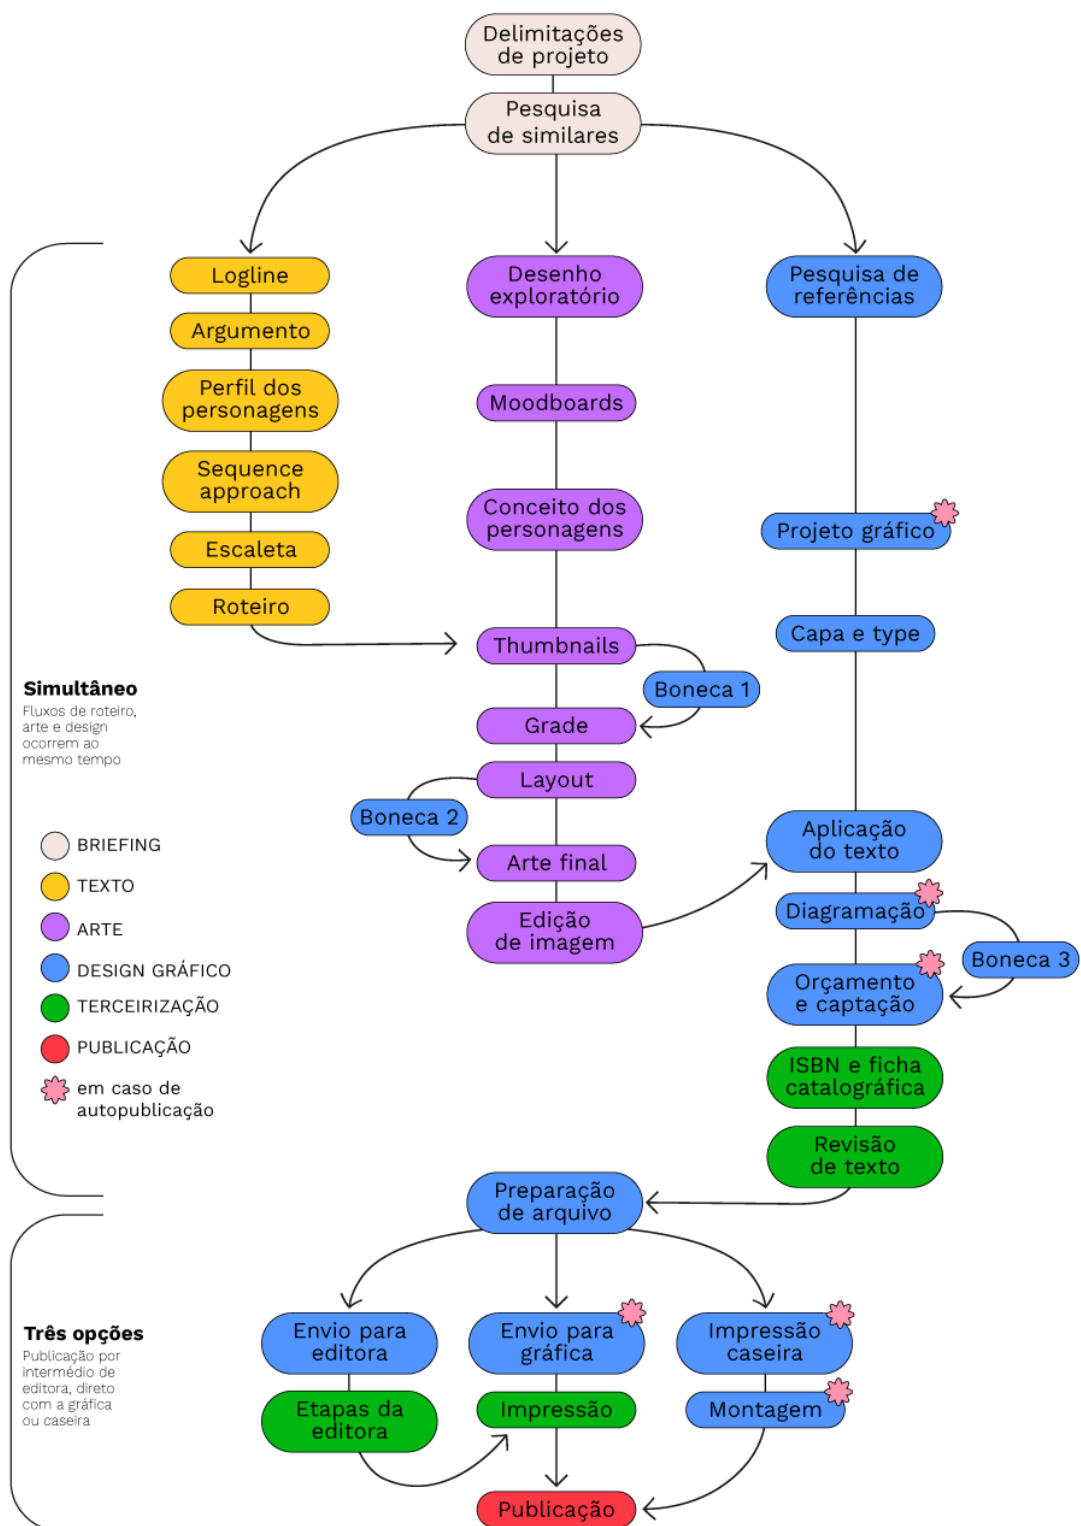 Delimitações
de projeto
Pesquisa
de similares
Logline
Argumento
Perfil dos
personagens
Sequence
approach
Escaleta
Roteiro
Desenho
exploratório
Moodboards
Conceito dos
personagens
Thumbnails
Boneca 1
Grade
Layout
Boneca 2
Arte final
Edição
de imagem
Pesquisa de
referências
Projeto gráfico
Capa e type
Aplicação
do texto
Diagramação
Boneca 3
Orçamento
e captação
ISBN e ficha
catalográfica
Revisão
de texto
Simultâneo
Fluxos de roteiro,
arte e design
ocorrem ao
mesmo tempo
BRIEFING
TEXTO
ARTE
DESIGN GRÁFICO
TERCEIRIZAÇÃO
PUBLICAÇÃO
em caso de
autopublicação
Preparação
de arquivo
Três opções
Publicação por
intermédio de
editora, direto
com a gráfica
ou caseira
Envio para
editora
Etapas da
editora
Envio para
gráfica
Impressão
Impressão
caseira
Montagem
Publicação